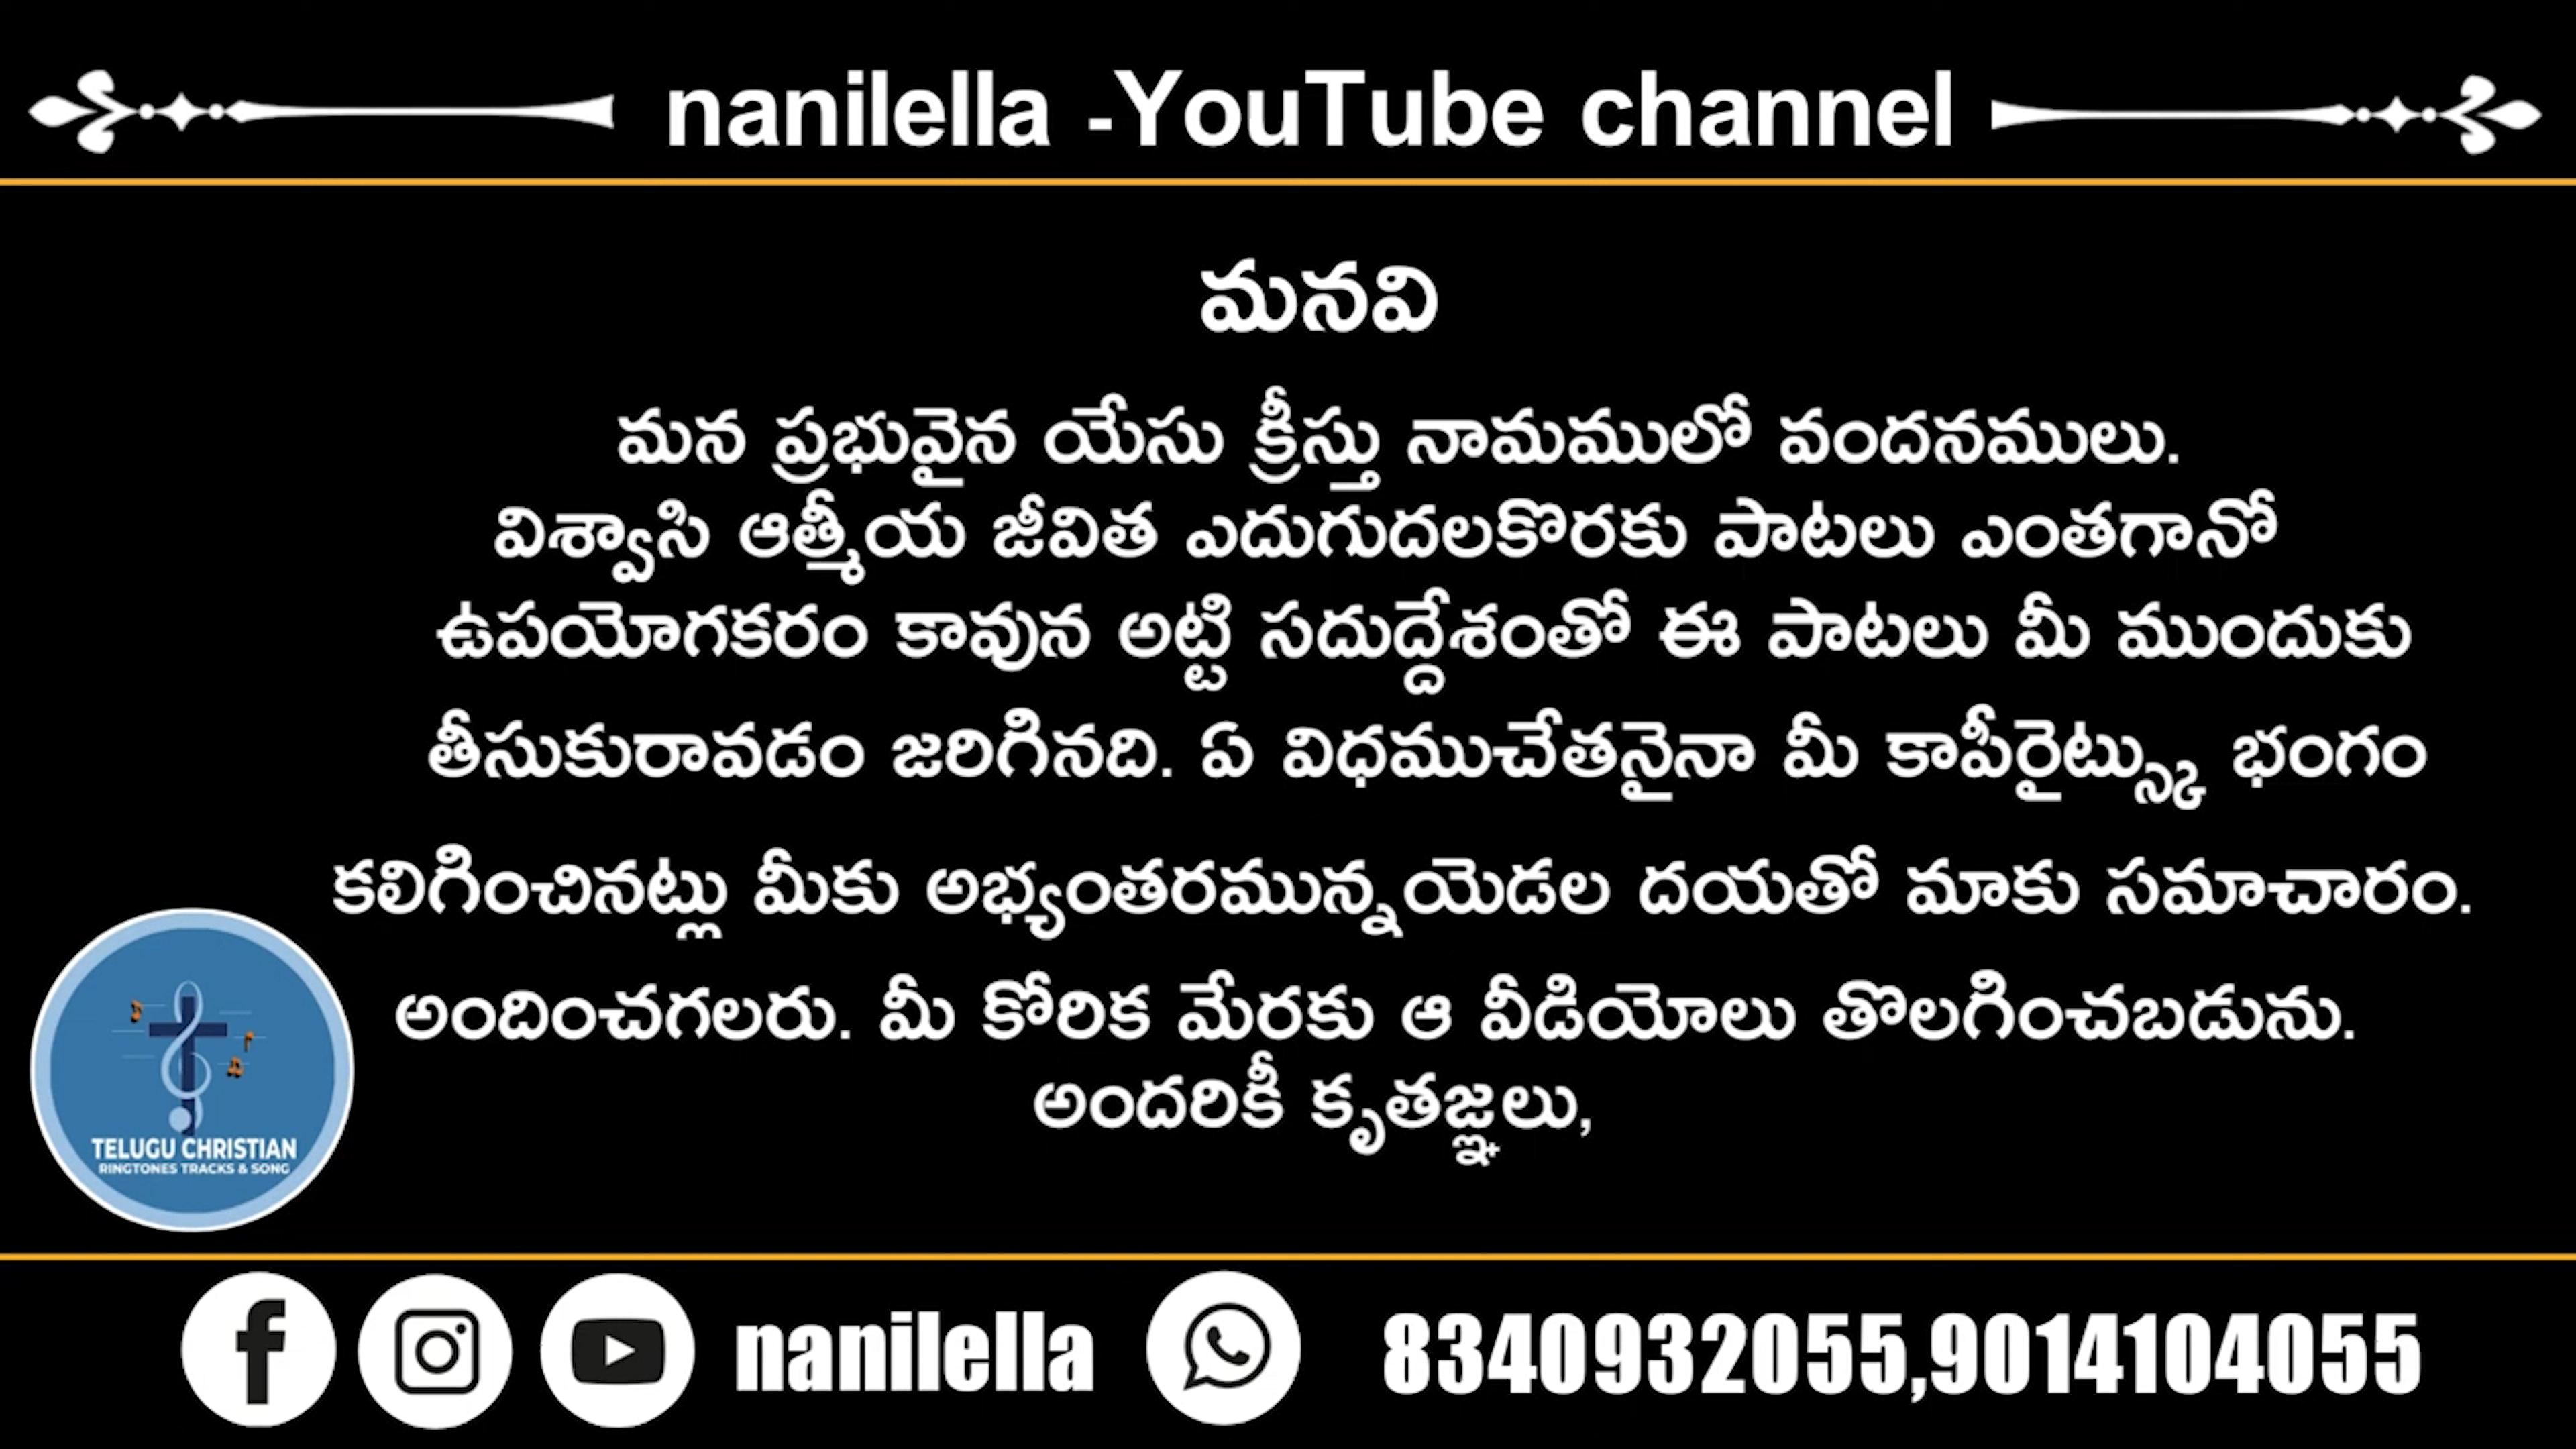 nanilella -YouTube channel
మనవి
మన ప్రభువైన యేసు క్రీస్తు నామములో వందనములు.
విశ్వాసి ఆత్మీయ జీవిత ఎదుగుదలకొరకు పాటలు ఎంతగానో
ఉపయోగకరం కావున అట్టి సదుద్దేశంతో ఈ పాటలు మీ ముందుకు
తీసుకురావడం జరిగినది. ఏ విధముచేతనైనా మీ కాపీరైట్స్కు భంగం
కలిగించినట్లు మీకు అభ్యంతరమున్నయెడల దయతో మాకు సమాచారం.
అందించగలరు. మీ కోరిక మేరకు ఆ వీడియోలు తొలగించబడును.
అందరికీ కృతజ్ఞలు,
TELUGU CHRISTIAN
RINGTONES TRACKS & SONG
nanilella 8340932055,9014104055